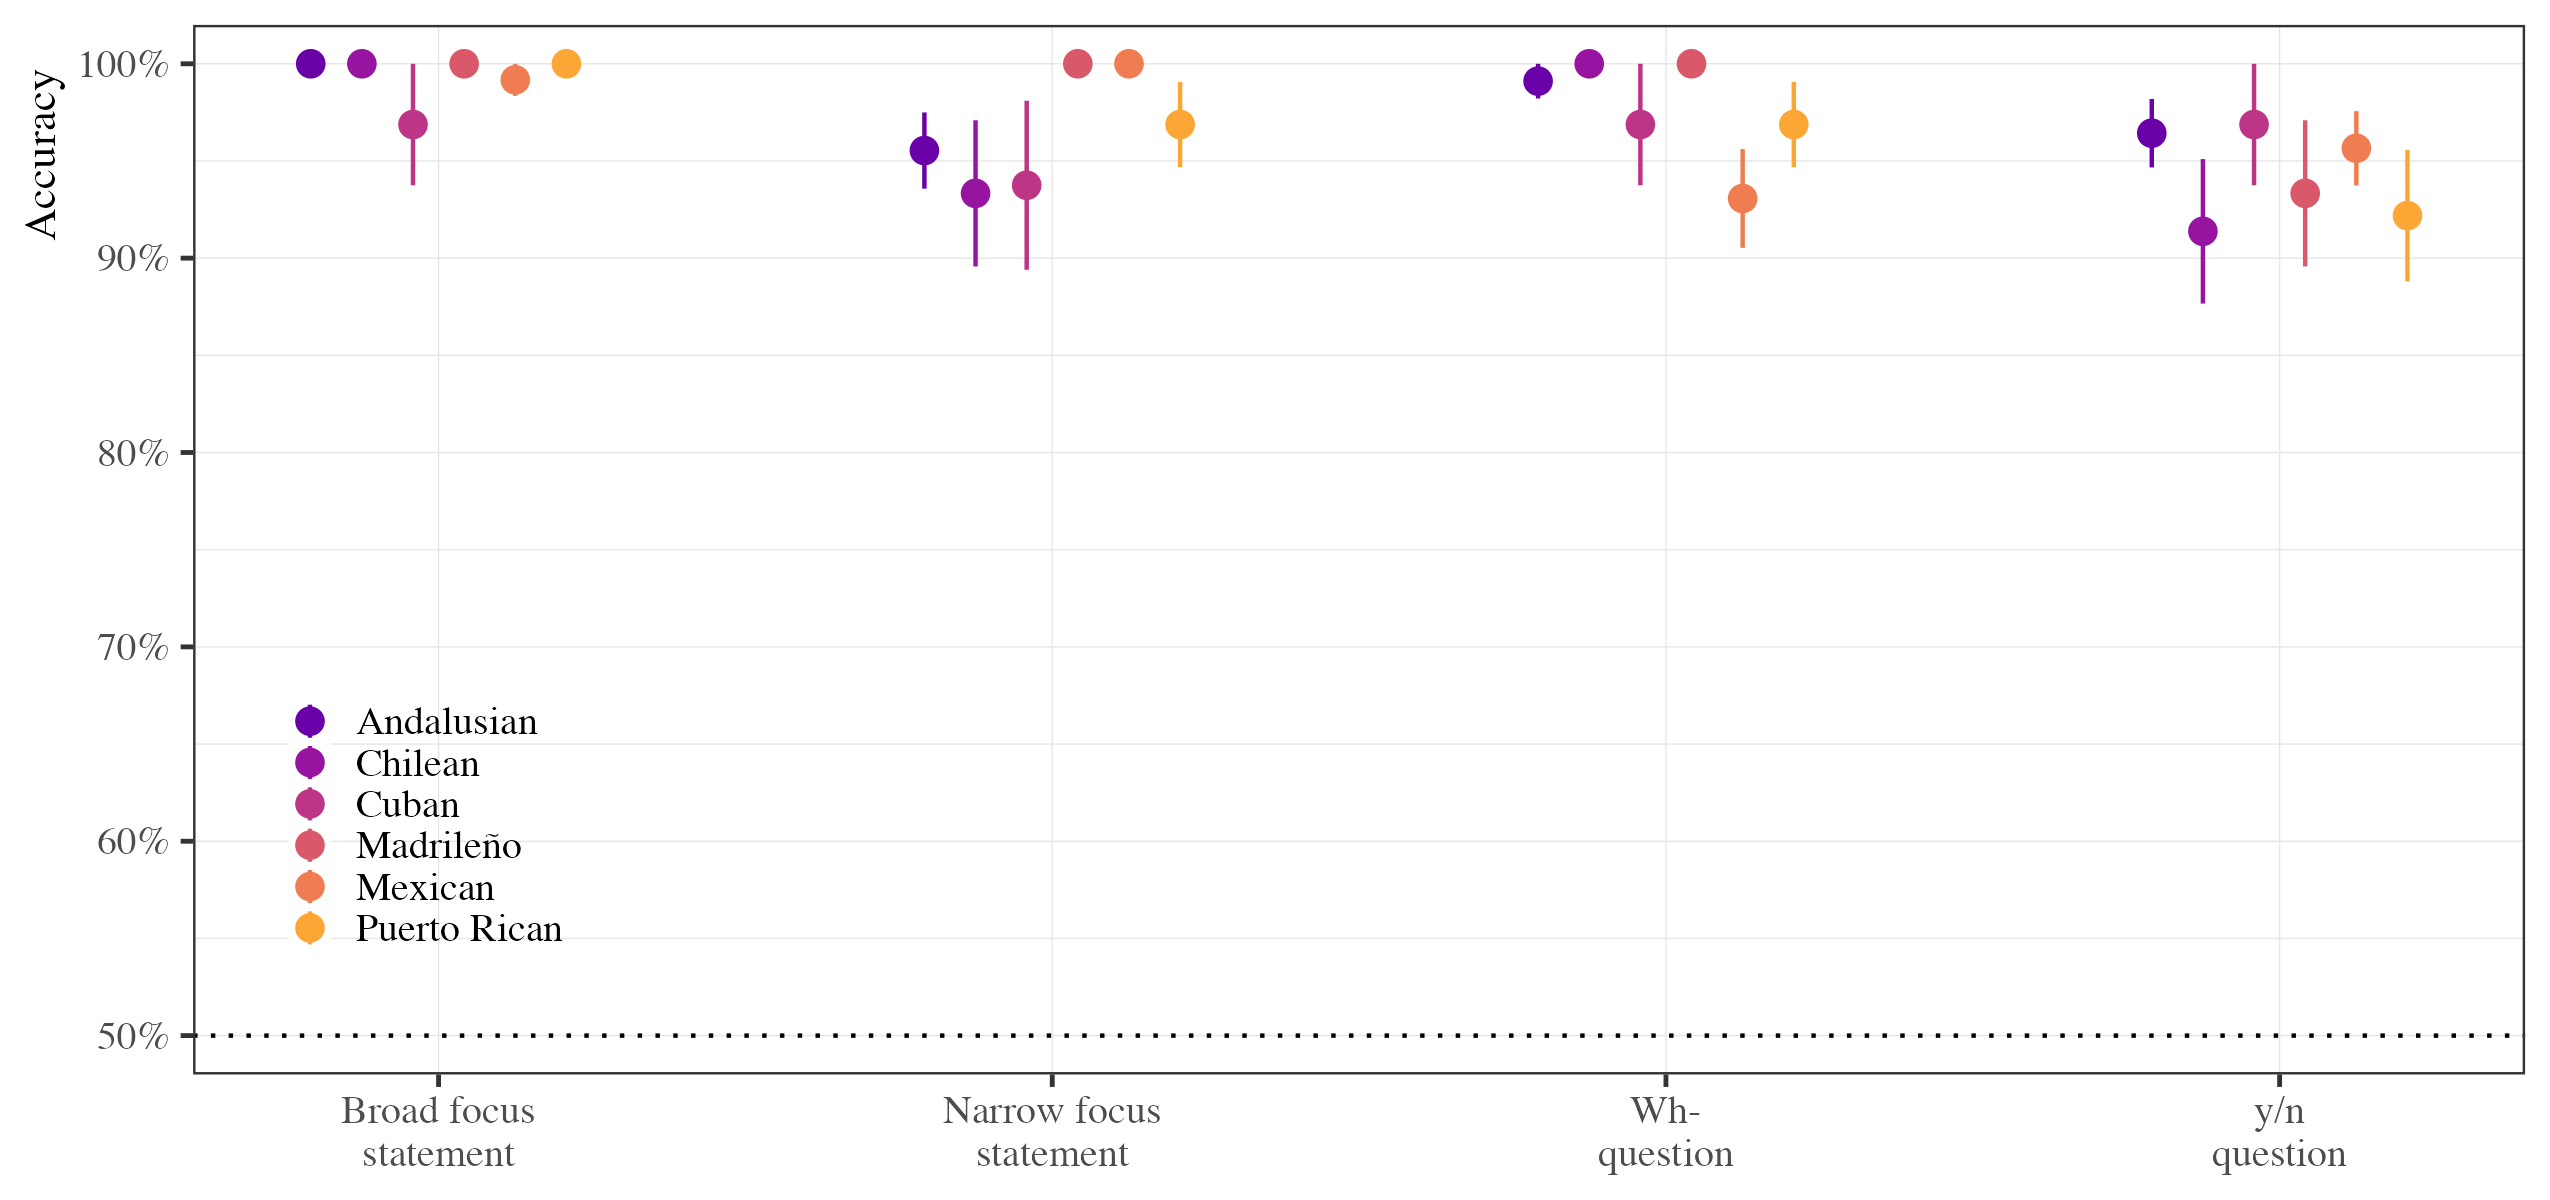 Accuracy
100%
90%
80%
70%
60%
50%
Andalusian
Chilean
Cuban
Madrileño
Mexican
Puerto Rican
Broad focus
statement
Narrow focus
statement
Wh-
question
y/n
question